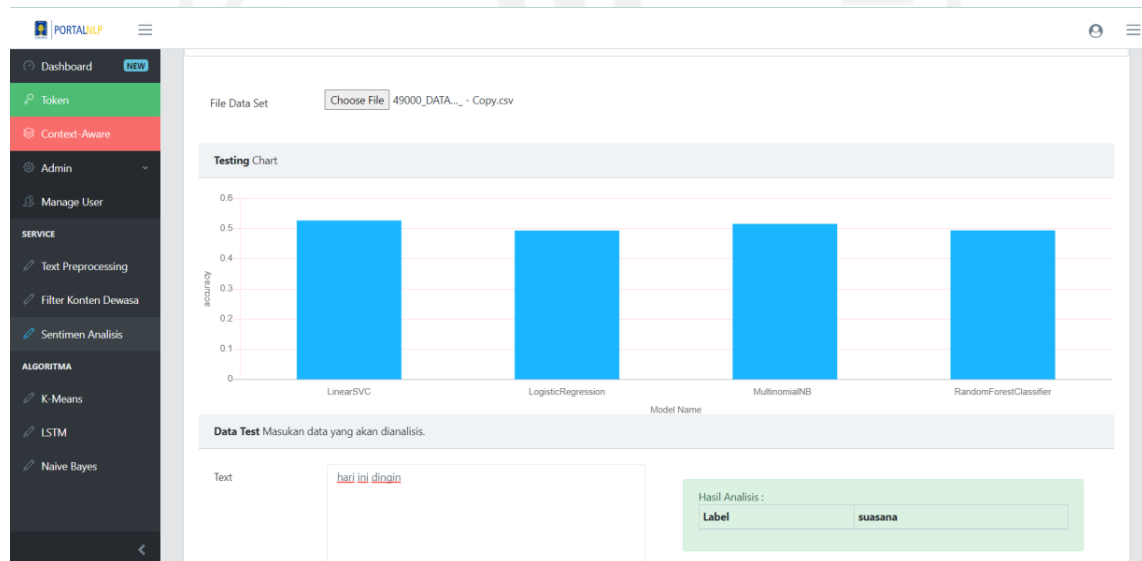 PORTALNLP
Dashboard NEW
Token
Context-Aware
Admin
Manage User
SERVICE
Text Preprocessing
Filter Konten Dewasa
Sentimen Analisis
ALGORITMA
K-Means
LSTM
Naive Bayes
File Data Set Choose File 49000_DATA..._ - Copy.csv
Testing Chart
0.6
0.5
0.4
0.3
0.2
0.1
0
accuracy
LinearSVC LogisticRegression MultinomialNB RandomForestClassifier
Model Name
Data Test Masukan data yang akan dianalisis.
Text hari ini dingin
Hasil Analisis :
Label suasana